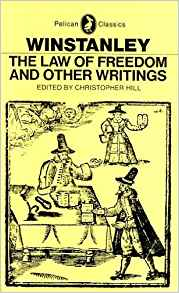 Pelican Classics
WINSTANLEY
THE LAW OF FREEDOM
AND OTHER WRITINGS
EDITED BY CHRISTOPHER HILL